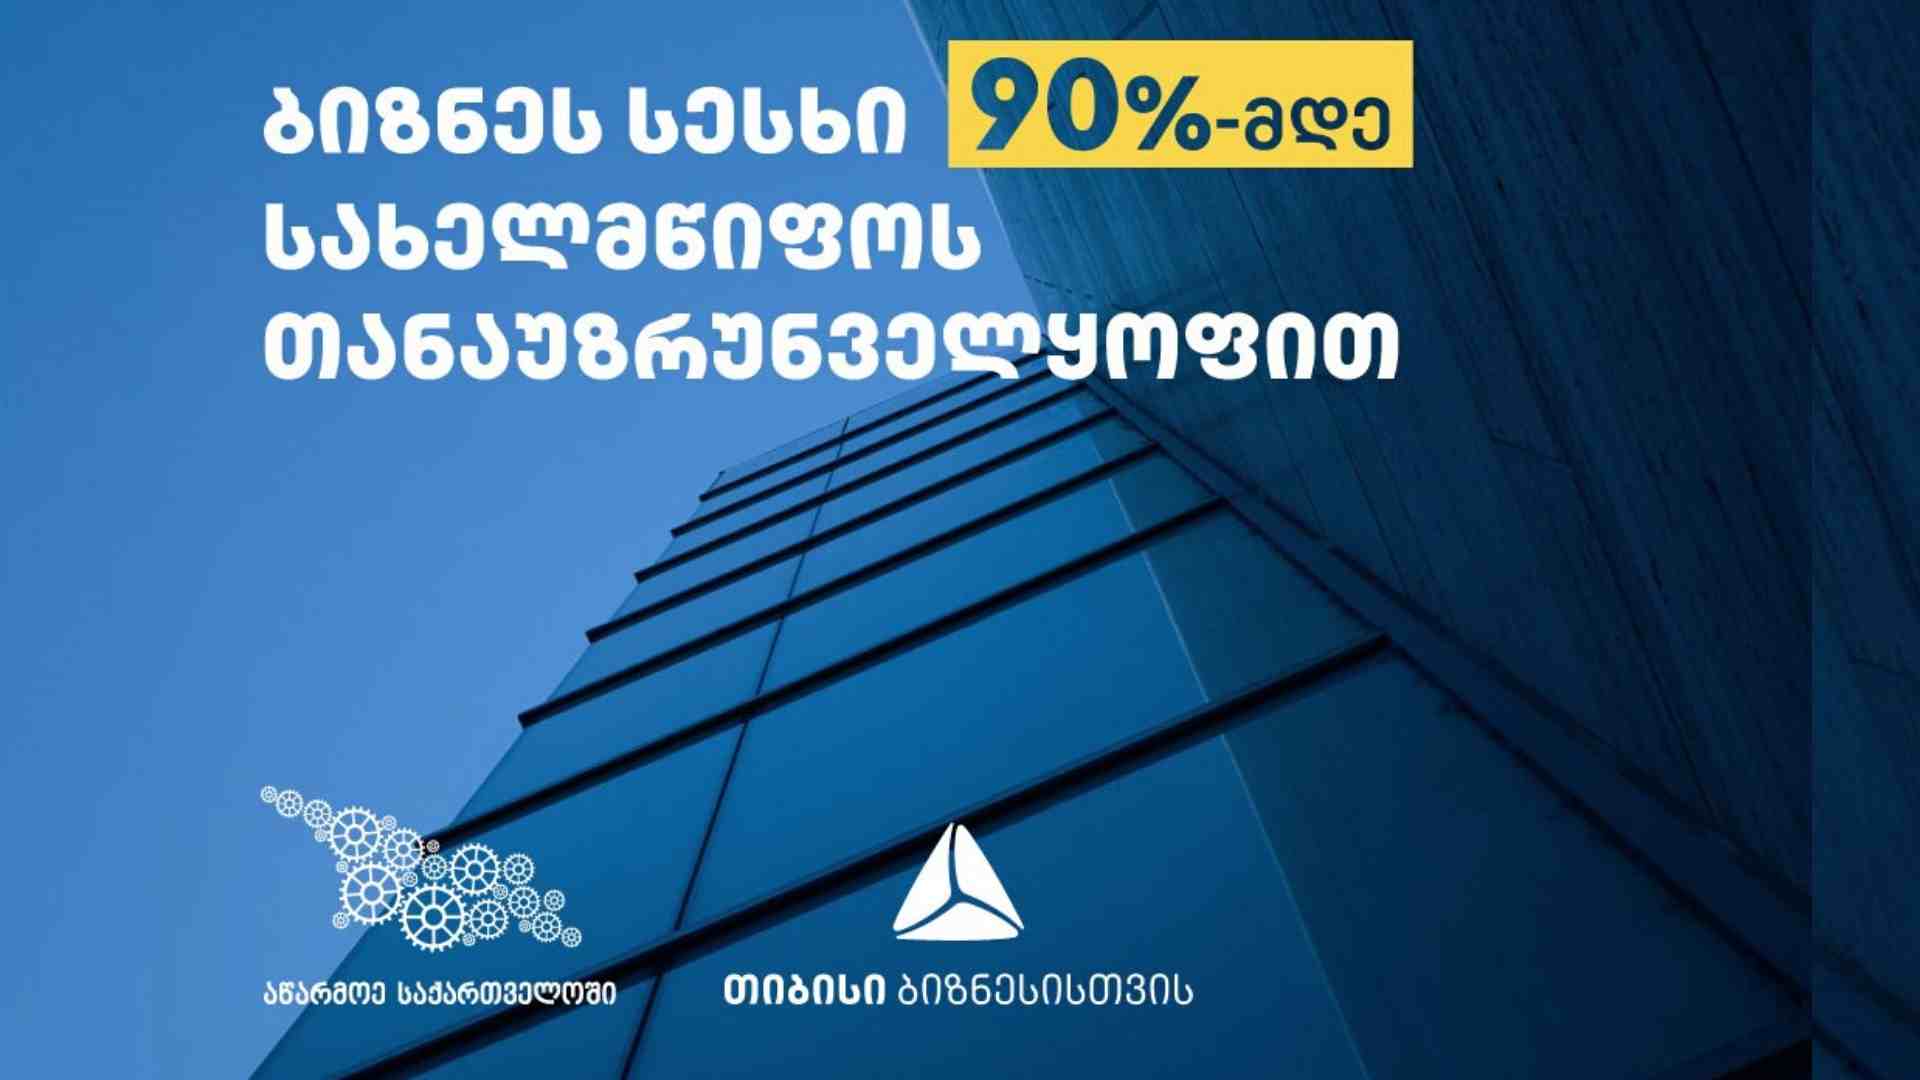 ბიზნეს სესხი 90%-მდე
სახელმწიფოს
თანაუზრუნველყოფით
აწარმოე საქართველოში
თიბისი ბიზნესისთვის